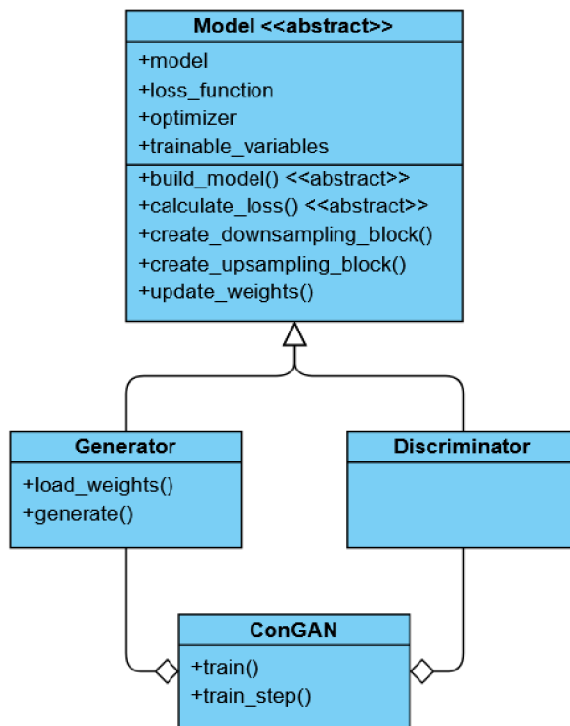 Model <<abstract>>
+model
+loss_function
+optimizer
+trainable_variables
+build_model() <<abstract>>
+calculate_loss() <<abstract>>
+create_downsampling_block()
+create_upsampling_block()
+update_weights()
Generator
+load_weights()
+generate()
Discriminator
ConGAN
+train()
+train_step()